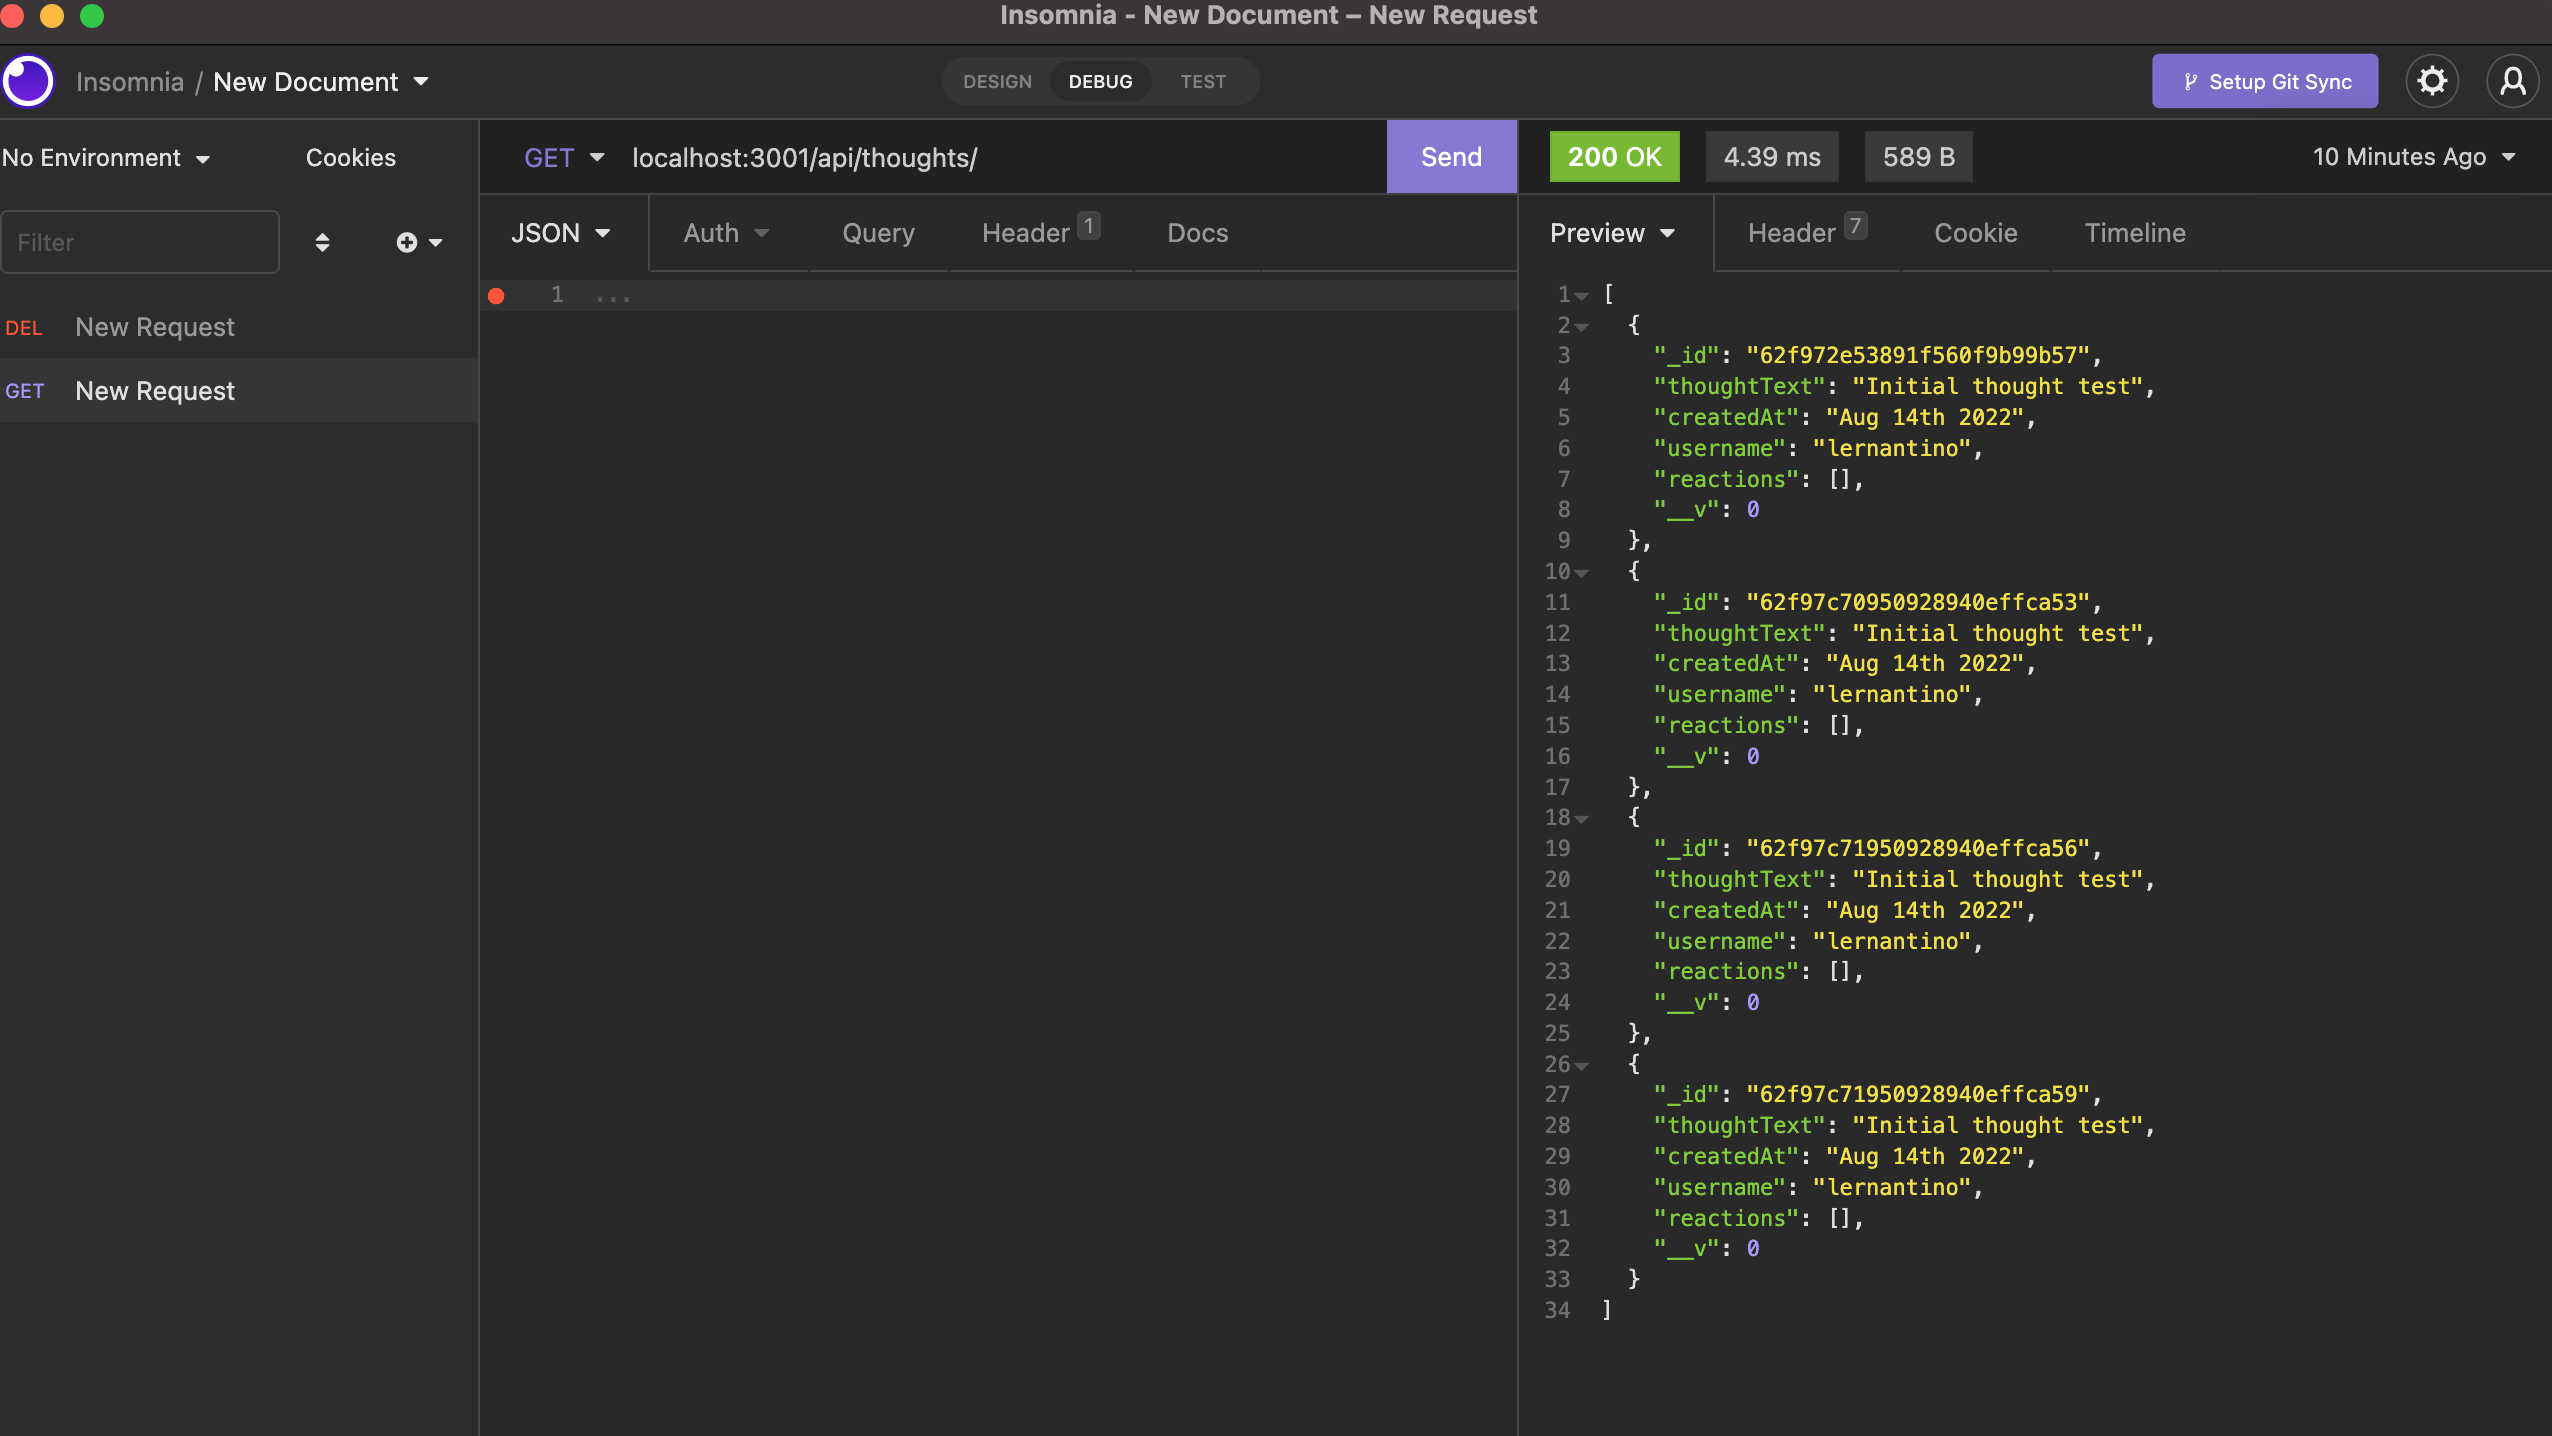 Insomnia - New Document – New Request
Insomnia / New Document
DESIGN DEBUG TEST
Setup Git Sync
No Environment
Cookies
Filter
DEL New Request
GET New Request
GET localhost:3001/api/thoughts/
Send
JSON Auth Query Header 1 Docs
1 ...
200 OK 4.39 ms 589 B
10 Minutes Ago
Preview Header 7 Cookie Timeline
1 [
2 {
3 "_id": "62f972e53891f560f9b99b57",
4 "thoughtText": "Initial thought test",
5 "createdAt": "Aug 14th 2022",
6 "username": "lernantino",
7 "reactions": [],
8 "__v": 0
9 },
10 {
11 "_id": "62f97c70950928940effca53",
12 "thoughtText": "Initial thought test",
13 "createdAt": "Aug 14th 2022",
14 "username": "lernantino",
15 "reactions": [],
16 "__v": 0
17 },
18 {
19 "_id": "62f97c71950928940effca56",
20 "thoughtText": "Initial thought test",
21 "createdAt": "Aug 14th 2022",
22 "username": "lernantino",
23 "reactions": [],
24 "__v": 0
25 },
26 {
27 "_id": "62f97c71950928940effca59",
28 "thoughtText": "Initial thought test",
29 "createdAt": "Aug 14th 2022",
30 "username": "lernantino",
31 "reactions": [],
32 "__v": 0
33 }
34 ]